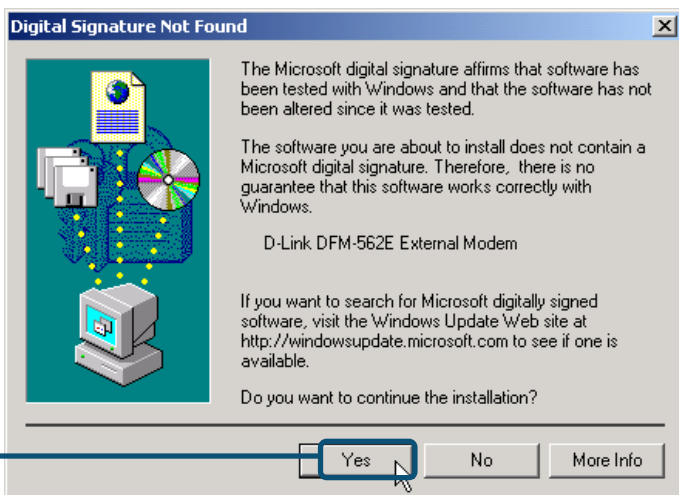 Digital Signature Not Found
The Microsoft digital signature affirms that software has
been tested with Windows and that the software has not
been altered since it was tested.
The software you are about to install does not contain a
Microsoft digital signature. Therefore, there is no
guarantee that this software works correctly with
Windows.
D-Link DFM-562E External Modem
If you want to search for Microsoft digitally signed
software, visit the Windows Update Web site at
http://windowsupdate.microsoft.com to see if one is
available.
Do you want to continue the installation?
Yes No More Info